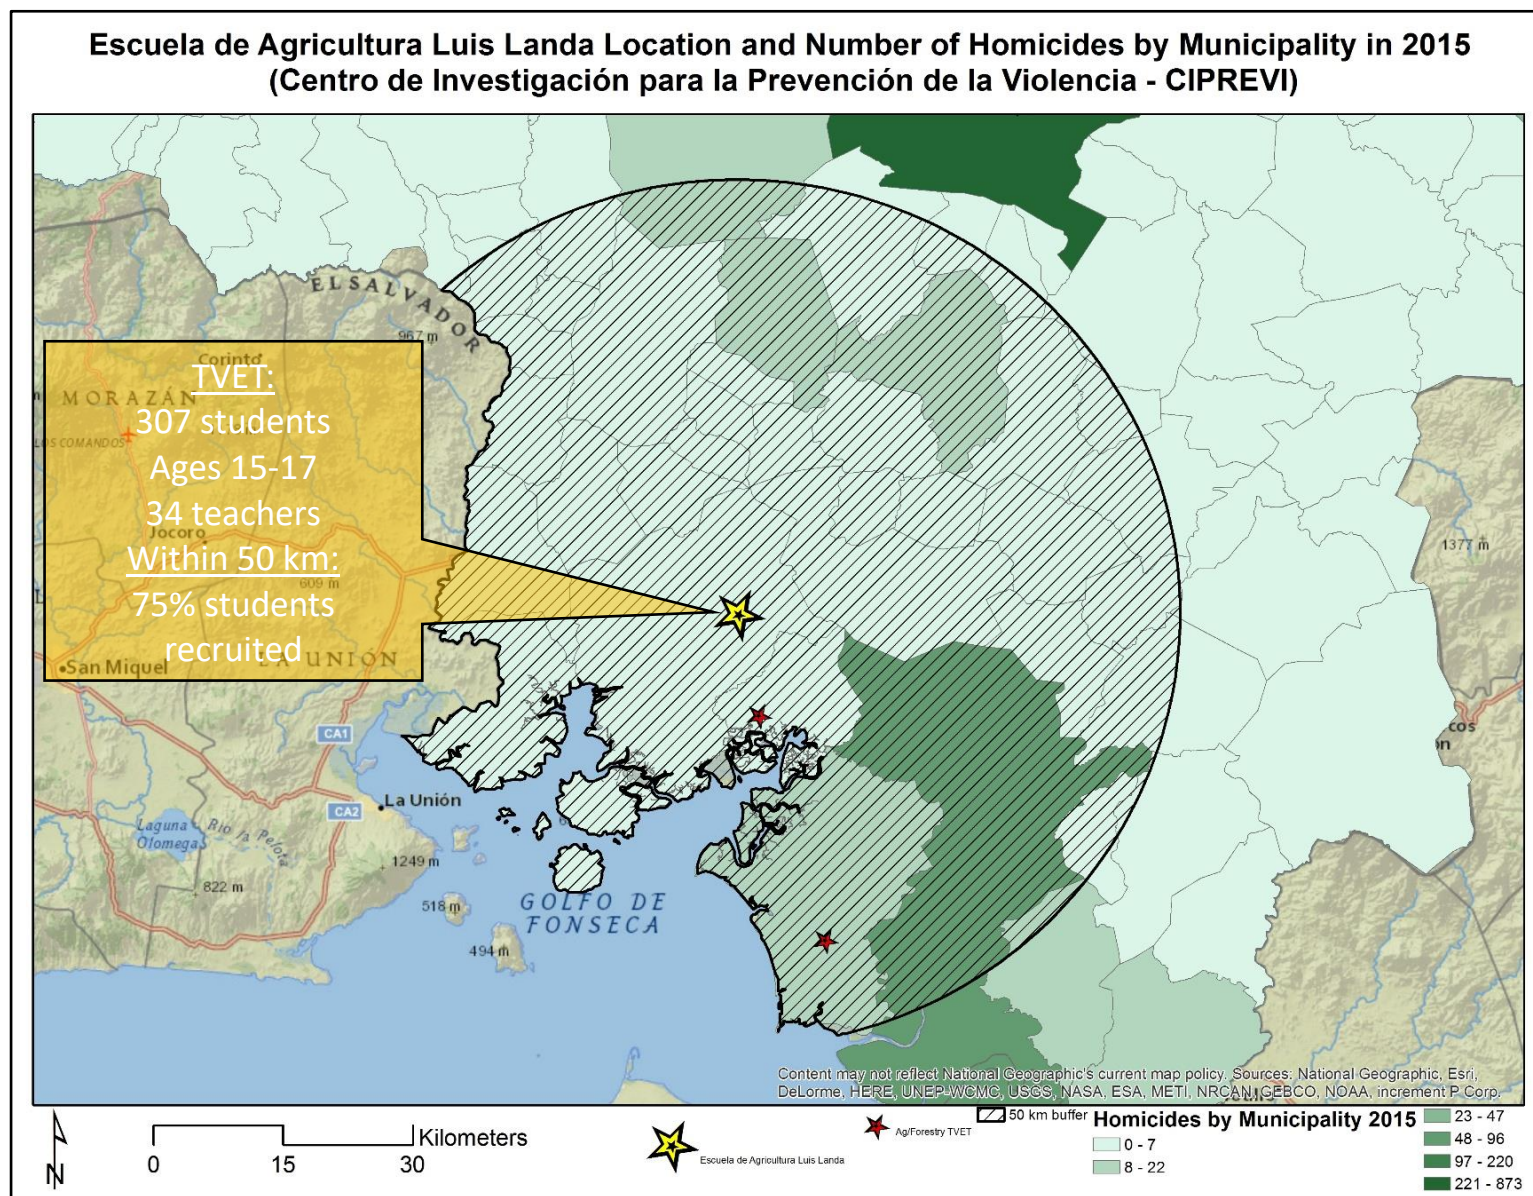 Escuela de Agricultura Luis Landa Location and Number of Homicides by Municipality in 2015
(Centro de Investigación para la Prevención de la Violencia - CIPREVI)
EL SALVADOR
967 m
Corinto
MORAZÁN
LOS COMANDOS
TVET:
307 students
Ages 15-17
34 teachers
Within 50 km:
75% students
recruited
Jocoro
609 m
LA UNIÓN
San Miquel
1377 m
cos
CA1
La Unión
CA2
Laguna
Olomega
Rio la Pelota
1249 m
822 m
518 m
494 m
GOLFO DE
FONSECA
Content may not reflect National Geographic's current map policy. Sources: National Geographic, Esri,
DeLorme, HERE, UNEP-WCMC, USGS, NASA, ESA, METI, NRCAN, GEBCO, NOAA, increment P Corp.
N
0 15 30
Kilometers
Escuela de Agricultura Luis Landa
Ag/Forestry TVET
50 km buffer
Homicides by Municipality 2015
0 - 7
8 - 22
23 - 47
48 - 96
97 - 220
221 - 873